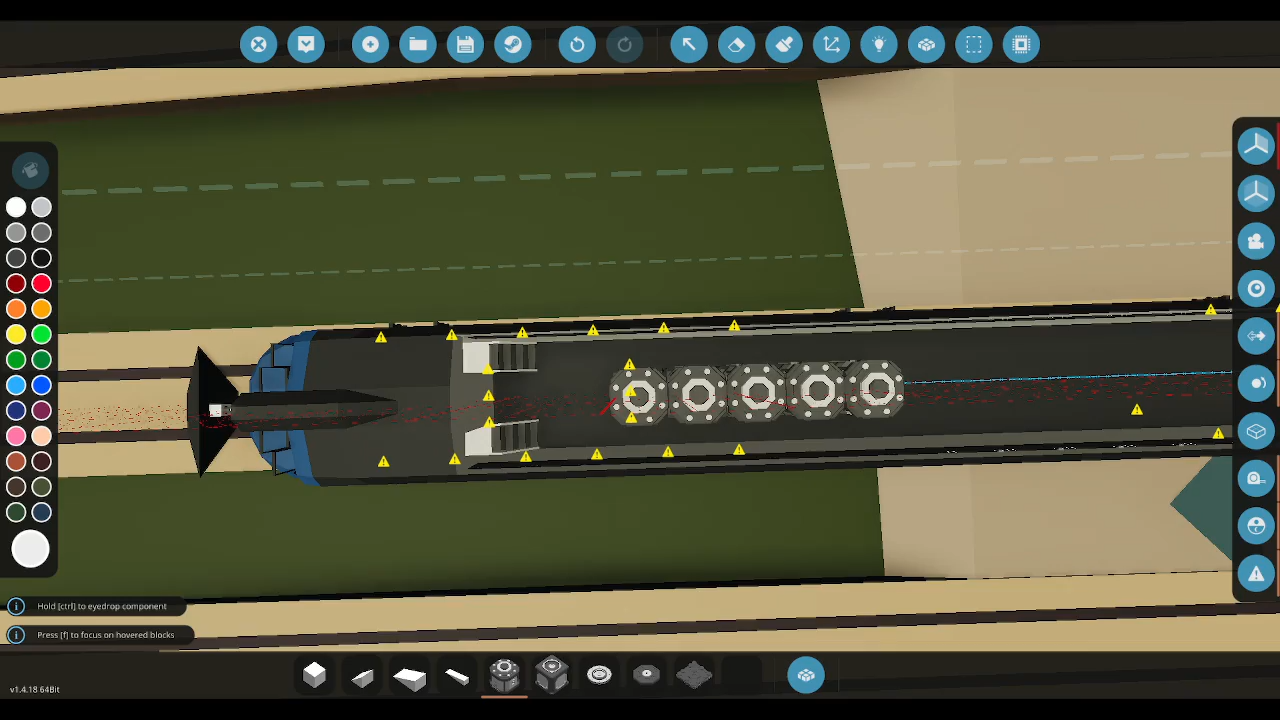 Hold [ctrl] to eyedrop component
Press [f] to focus on hovered blocks
v1.4.18 64Bit